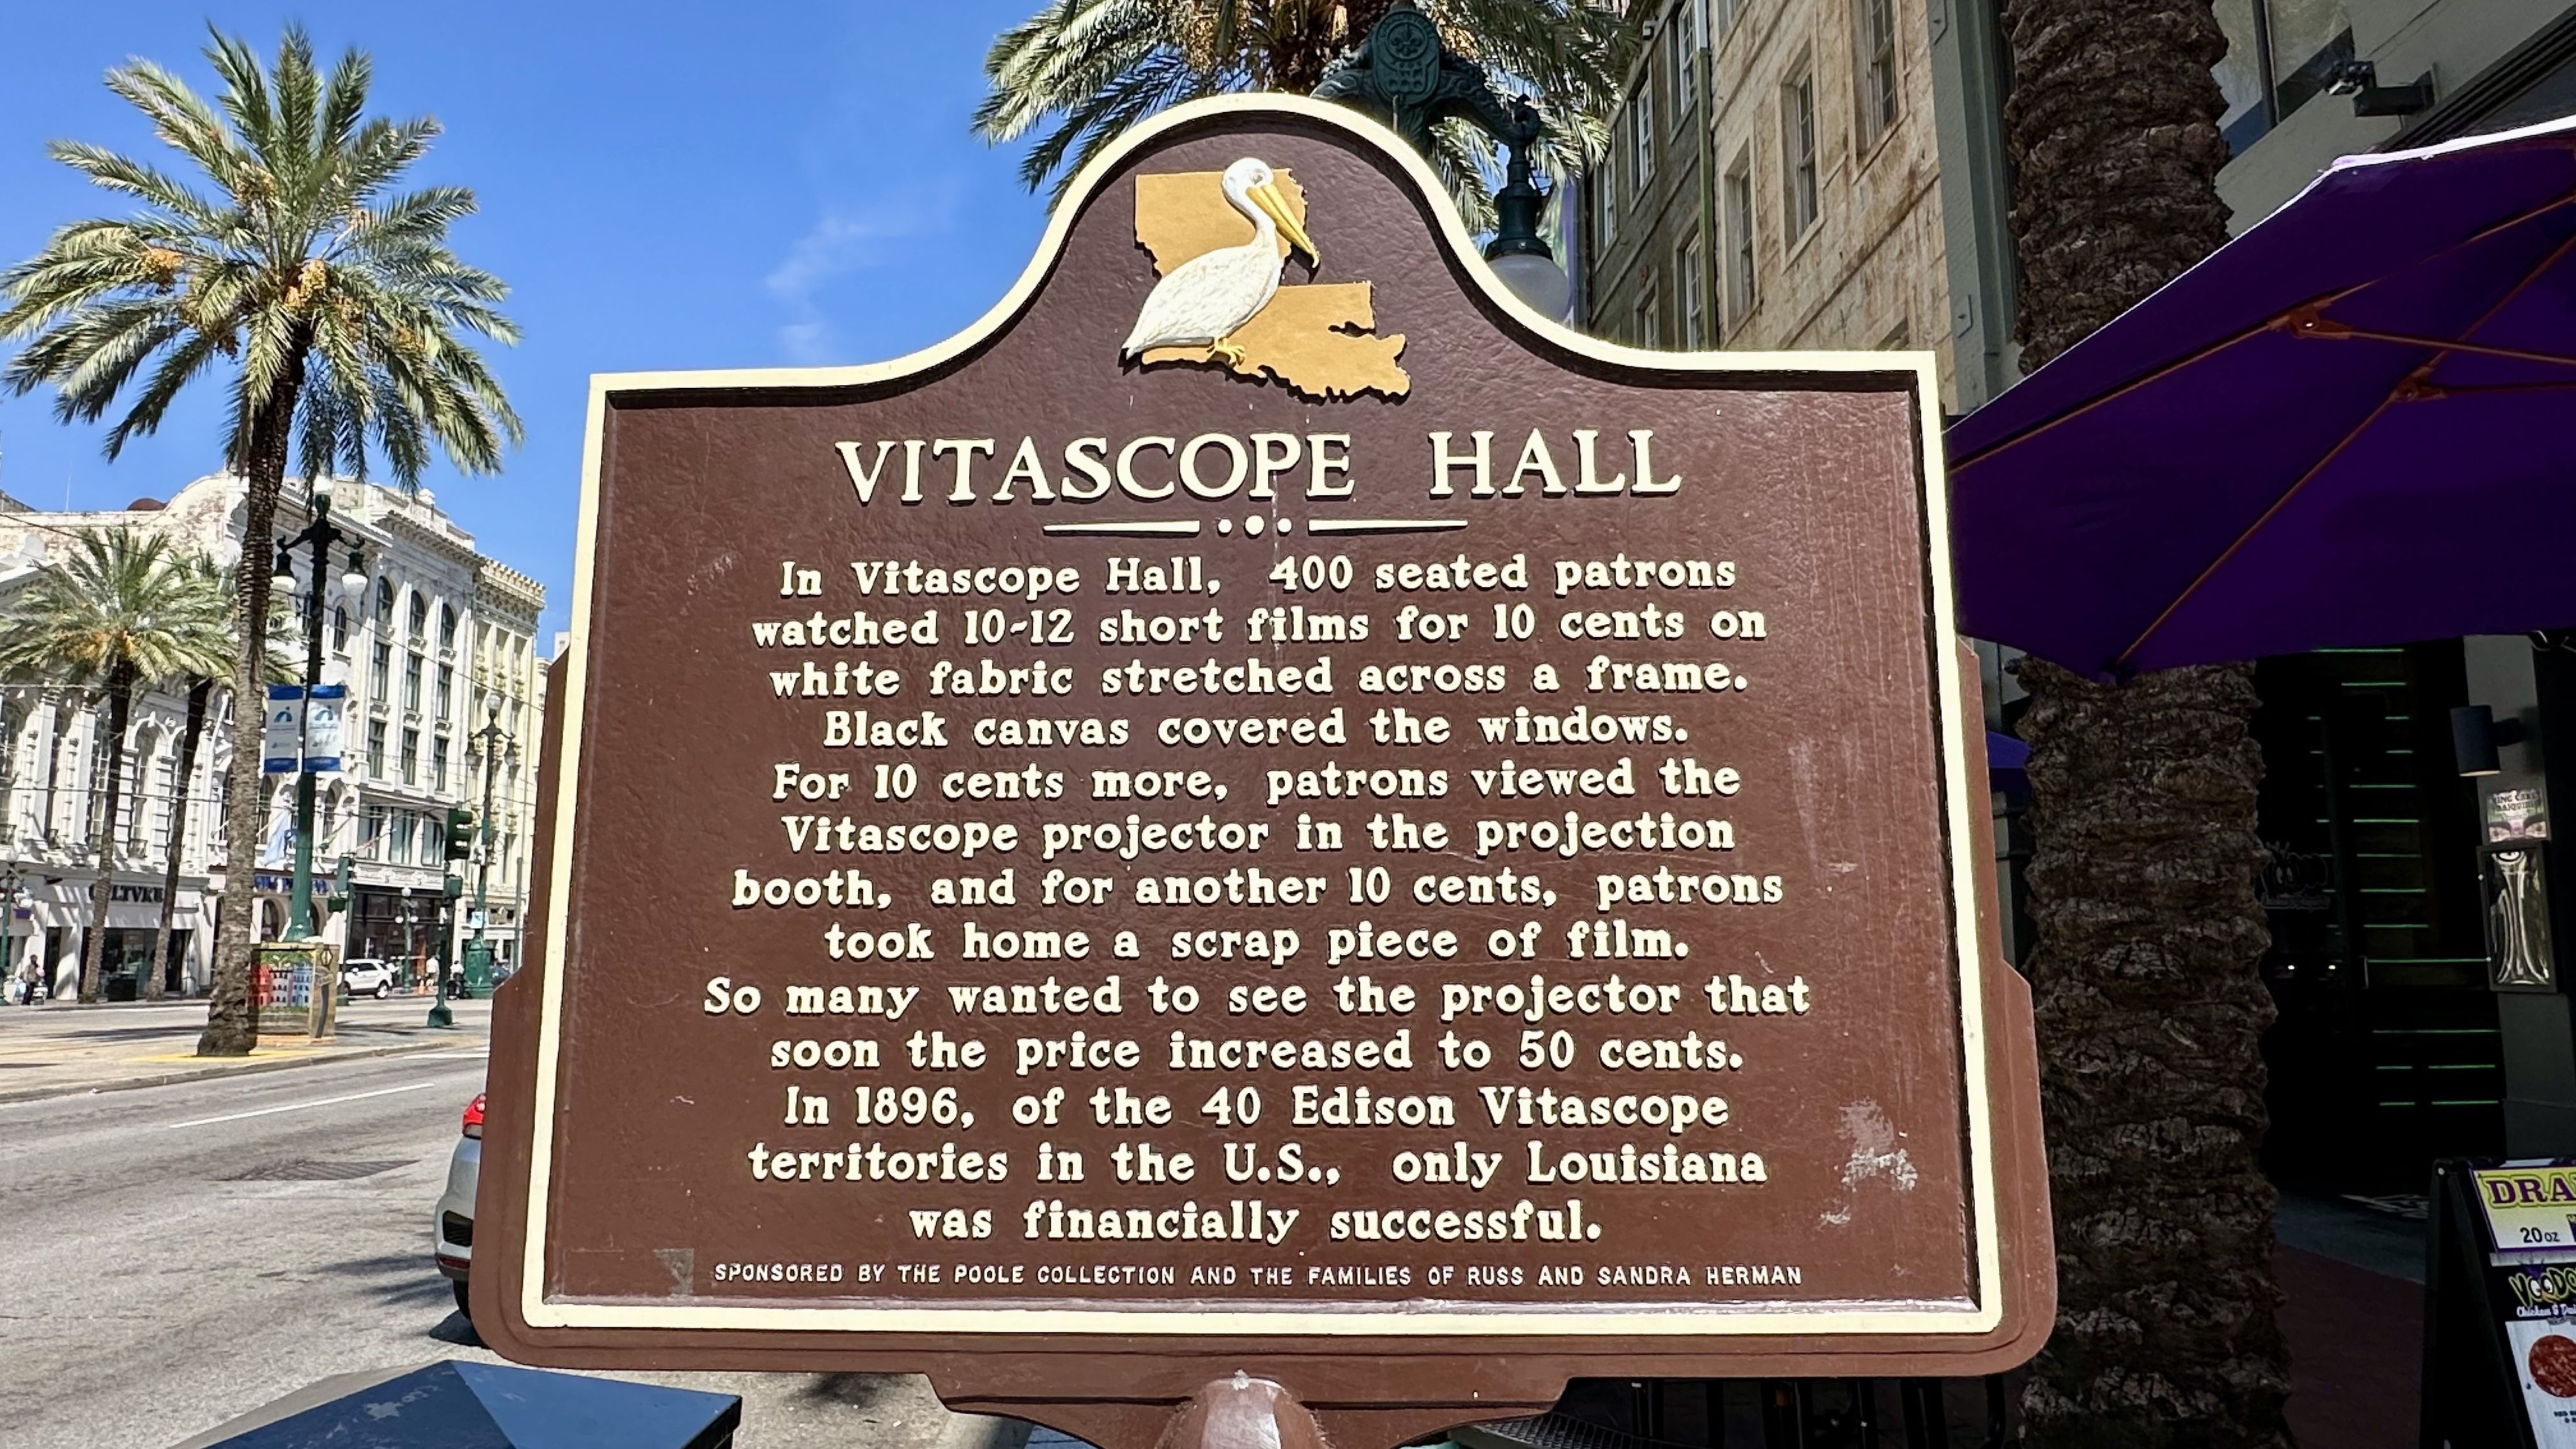 VITASCOPE HALL
In Vitascope Hall, 400 seated patrons
watched 10-12 short films for 10 cents on
white fabric stretched across a frame.
Black canvas covered the windows.
For 10 cents more, patrons viewed the
Vitascope projector in the projection
booth, and for another 10 cents, patrons
took home a scrap piece of film.
So many wanted to see the projector that
soon the price increased to 50 cents.
In 1896, of the 40 Edison Vitascope
territories in the U.S., only Louisiana
was financially successful.
SPONSORED BY THE POOLE COLLECTION AND THE FAMILIES OF RUSS AND SANDRA HERMAN
DRA
20oz